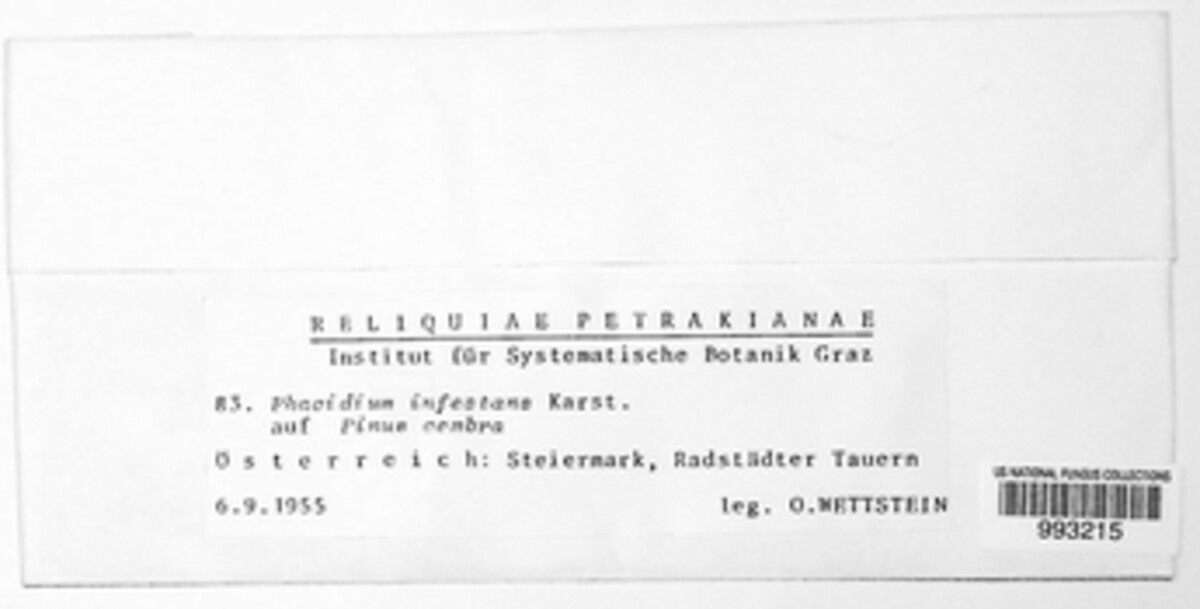 RELIQUIAE PETRAKIANAE
Institut für Systematische Botanik Graz
83. Phacidium infestans Karst.
auf Pinus cembra
Österreich: Steiermark, Radstädter Tauern
6.9.1955 leg. O.WETTSTEIN
US NATIONAL FUNGUS COLLECTIONS
993215